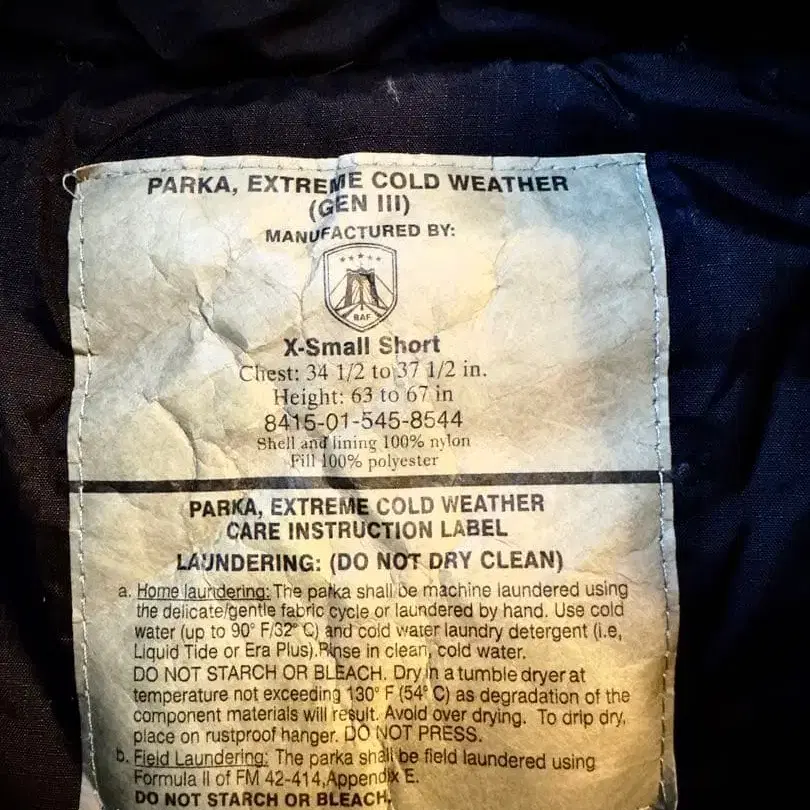 PARKA, EXTREME COLD WEATHER
(GEN III)
MANUFACTURED BY:
BAF
X-Small Short
Chest: 34 1/2 to 37 1/2 in.
Height: 63 to 67 in
8415-01-545-8544
Shell and lining 100% nylon
Fill 100% polyester
PARKA, EXTREME COLD WEATHER
CARE INSTRUCTION LABEL
LAUNDERING: (DO NOT DRY CLEAN)
a. Home laundering: The parka shall be machine laundered using
the delicate/gentle fabric cycle or laundered by hand. Use cold
water (up to 90° F/32° C) and cold water laundry detergent (i.e,
Liquid Tide or Era Plus).Rinse in clean, cold water.
DO NOT STARCH OR BLEACH. Dry in a tumble dryer at
temperature not exceeding 130° F (54° C) as degradation of the
component materials will result. Avoid over drying. To drip dry,
place on rustproof hanger. DO NOT PRESS.
b. Field Laundering: The parka shall be field laundered using
Formula II of FM 42-414,Appendix E.
DO NOT STARCH OR BLEACH.